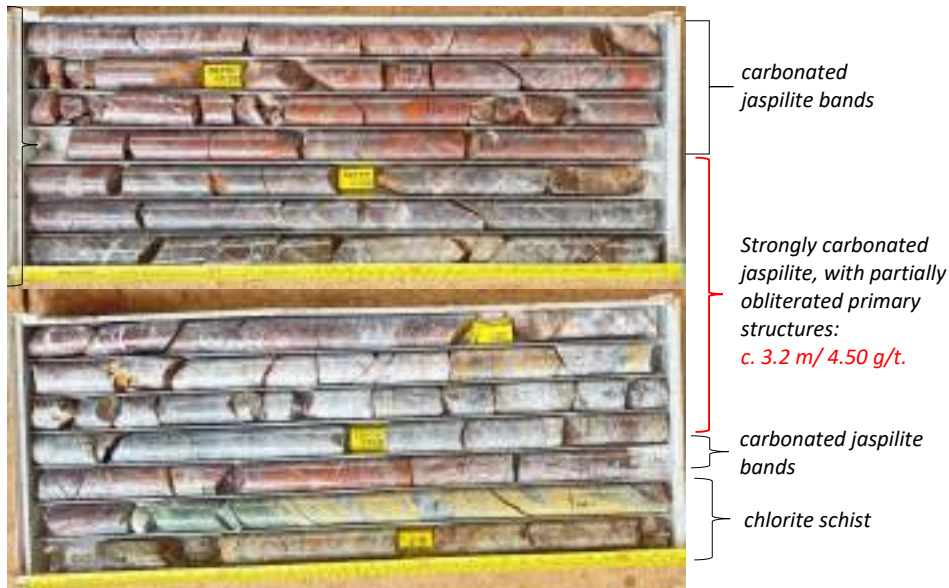 carbonated
jaspilite bands
Strongly carbonated
jaspilite, with partially
obliterated primary
structures:
c. 3.2 m/ 4.50 g/t.
carbonated jaspilite
bands
chlorite schist